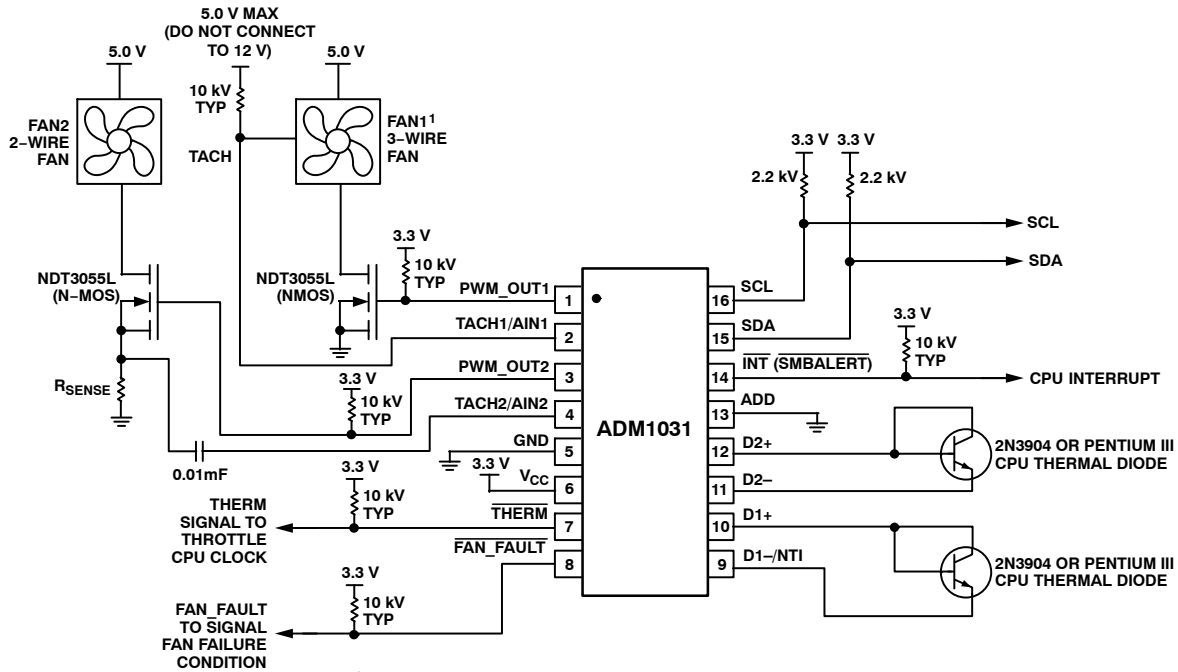 5.0 V MAX
(DO NOT CONNECT
TO 12 V)
5.0 V
5.0 V
10 kV
TYP
FAN2
2–WIRE
FAN
TACH
FAN1¹
3–WIRE
FAN
3.3 V
10 kV
TYP
NDT3055L
(N–MOS)
NDT3055L
(NMOS)
RSENSE
0.01mF
3.3 V
10 kV
TYP
3.3 V
3.3 V
10 kV
TYP
THERM
SIGNAL TO
THROTTLE
CPU CLOCK
3.3 V
10 kV
TYP
FAN_FAULT
TO SIGNAL
FAN FAILURE
CONDITION
PWM_OUT1
1
TACH1/AIN1
2
PWM_OUT2
3
TACH2/AIN2
4
GND
5
VCC
6
THERM
7
FAN_FAULT
8
ADM1031
16
SCL
15
SDA
14
INT (SMBALERT)
13
ADD
12
D2+
11
D2–
10
D1+
9
D1–/NTI
3.3 V
3.3 V
2.2 kV
2.2 kV
SCL
SDA
3.3 V
10 kV
TYP
CPU INTERRUPT
2N3904 OR PENTIUM III
CPU THERMAL DIODE
2N3904 OR PENTIUM III
CPU THERMAL DIODE